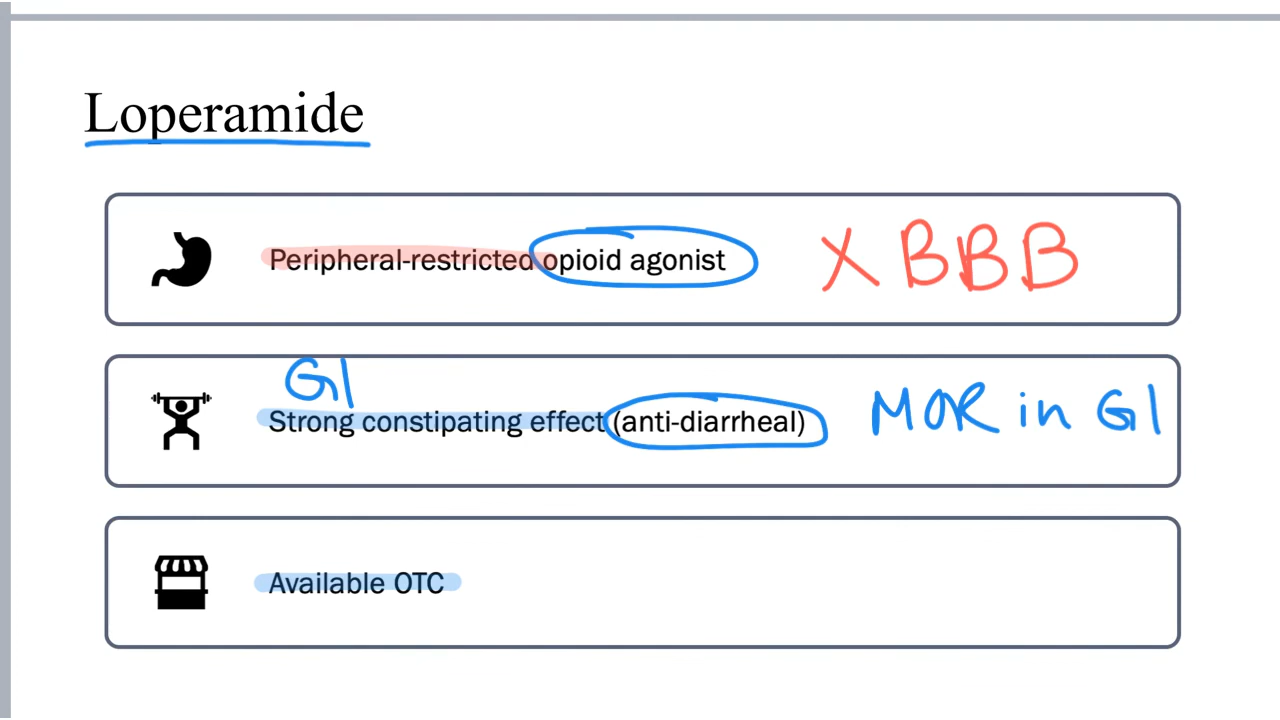 Loperamide
Peripheral-restricted opioid agonist X BBB
GI
Strong constipating effect (anti-diarrheal) MOR in GI
Available OTC